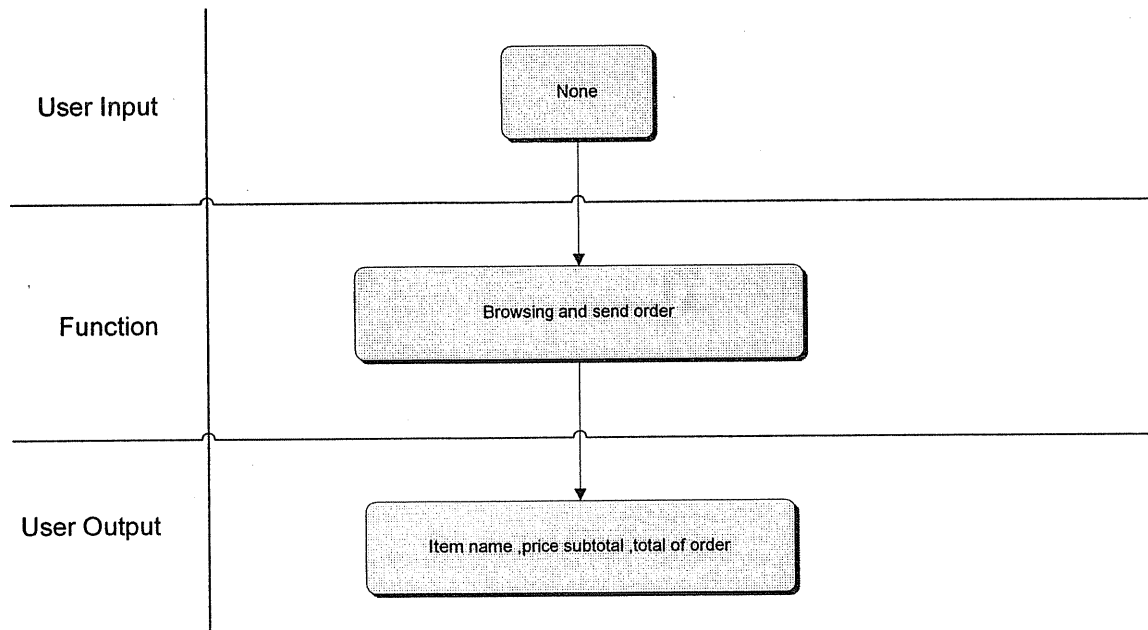 User Input
None
Function
Browsing and send order
User Output
Item name ,price subtotal ,total of order